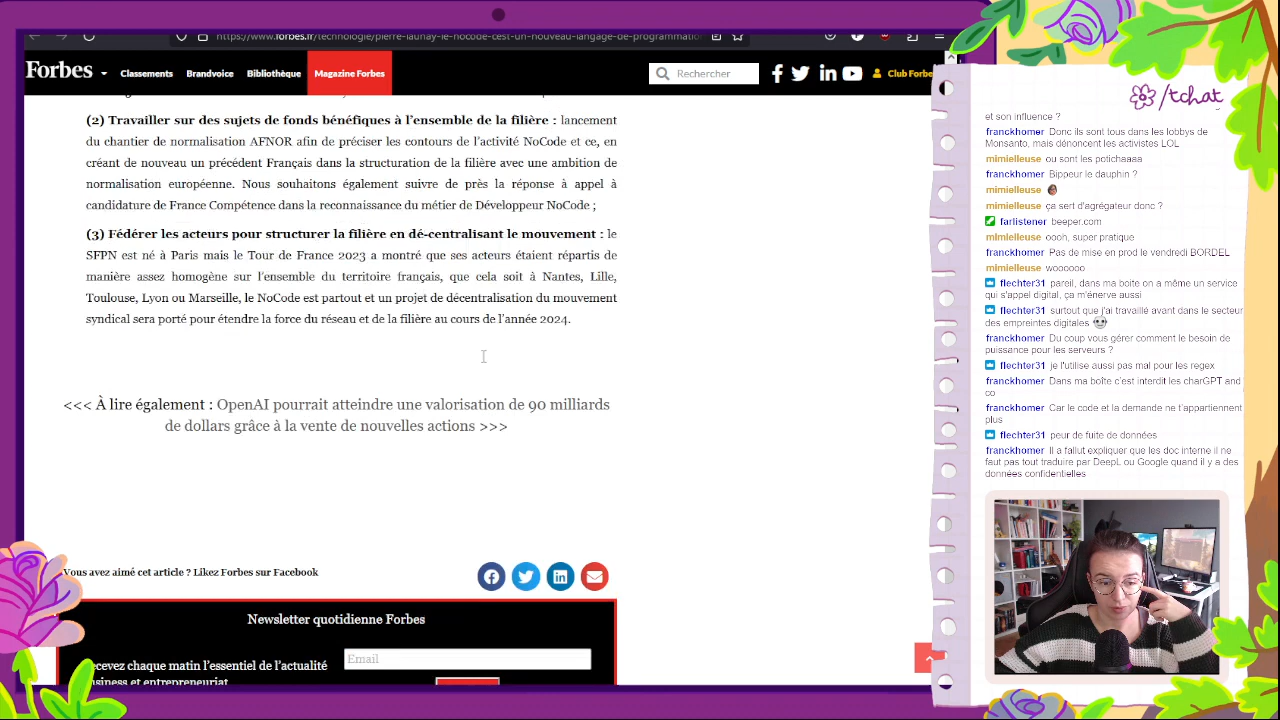 https://www.forbes.fr/technologie/pierre-launay-le-nocode-cest-un-nouveau-langage-de-programmatio
Forbes
Classements
Brandvoice
Bibliothèque
Magazine Forbes
Rechercher
Club Forbe
(2) Travailler sur des sujets de fonds bénéfiques à l'ensemble de la filière : lancement
du chantier de normalisation AFNOR afin de préciser les contours de l'activité NoCode et ce, en
créant de nouveau un précédent Français dans la structuration de la filière avec une ambition de
normalisation européenne. Nous souhaitons également suivre de près la réponse à appel à
candidature de France Compétence dans la reconnaissance du métier de Développeur NoCode ;
(3) Fédérer les acteurs pour structurer la filière en dé-centralisant le mouvement : le
SFPN est né à Paris mais le Tour de France 2023 a montré que ses acteurs étaient répartis de
manière assez homogène sur l'ensemble du territoire français, que cela soit à Nantes, Lille,
Toulouse, Lyon ou Marseille, le NoCode est partout et un projet de décentralisation du mouvement
syndical sera porté pour étendre la force du réseau et de la filière au cours de l'année 2024.
<<< À lire également : OpenAI pourrait atteindre une valorisation de 90 milliards
de dollars grâce à la vente de nouvelles actions >>>
Vous avez aimé cet article ? Likez Forbes sur Facebook
Newsletter quotidienne Forbes
Recevez chaque matin l'essentiel de l'actualité
business et entrepreneuriat
Email
/tchat
et son influence ?
franckhomer Donc ils sont tous dans les lobbys de
Monsanto, mais dénoncent les activistes LOL
mimielleuse ou sont les potichaaaa
franckhomer Bippeur le dauphin ?
mimielleuse
mimielleuse ça sert d'agrégateur donc ?
farlistener beeper.com
mimielleuse oooh, super pratique
franckhomer Pas de mise en prod le vendredi BORDEL
mimielleuse wooooo
flechter31 pareil, dans ma boite on a même un service
qui s'appel digital, ça m'énerve aussi
flechter31 surtout que j'ai travaillé avant dans le secteur
des empreintes digitales
franckhomer Du coup vous gérer comment le besoin de
puissance pour les serveurs ?
flechter31 je l'utilise aussi pas mal pour les regex
franckhomer Dans ma boîte c'est interdit les charGPT and
co
franckhomer Car le code et la demande ne t'appartiennent
plus
flechter31 peur de fuite de données
franckhomer Il a fallut expliquer que les doc interne il ne
faut pas tout traduire par DeepL ou Google quand il y a des
données confidentielles